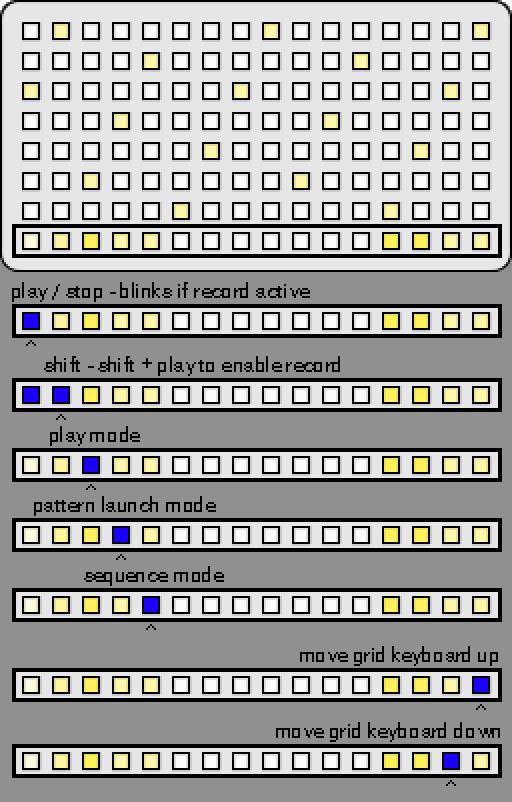 play / stop - blinks if record active
shift - shift + play to enable record
play mode
pattern launch mode
sequence mode
move grid keyboard up
move grid keyboard down